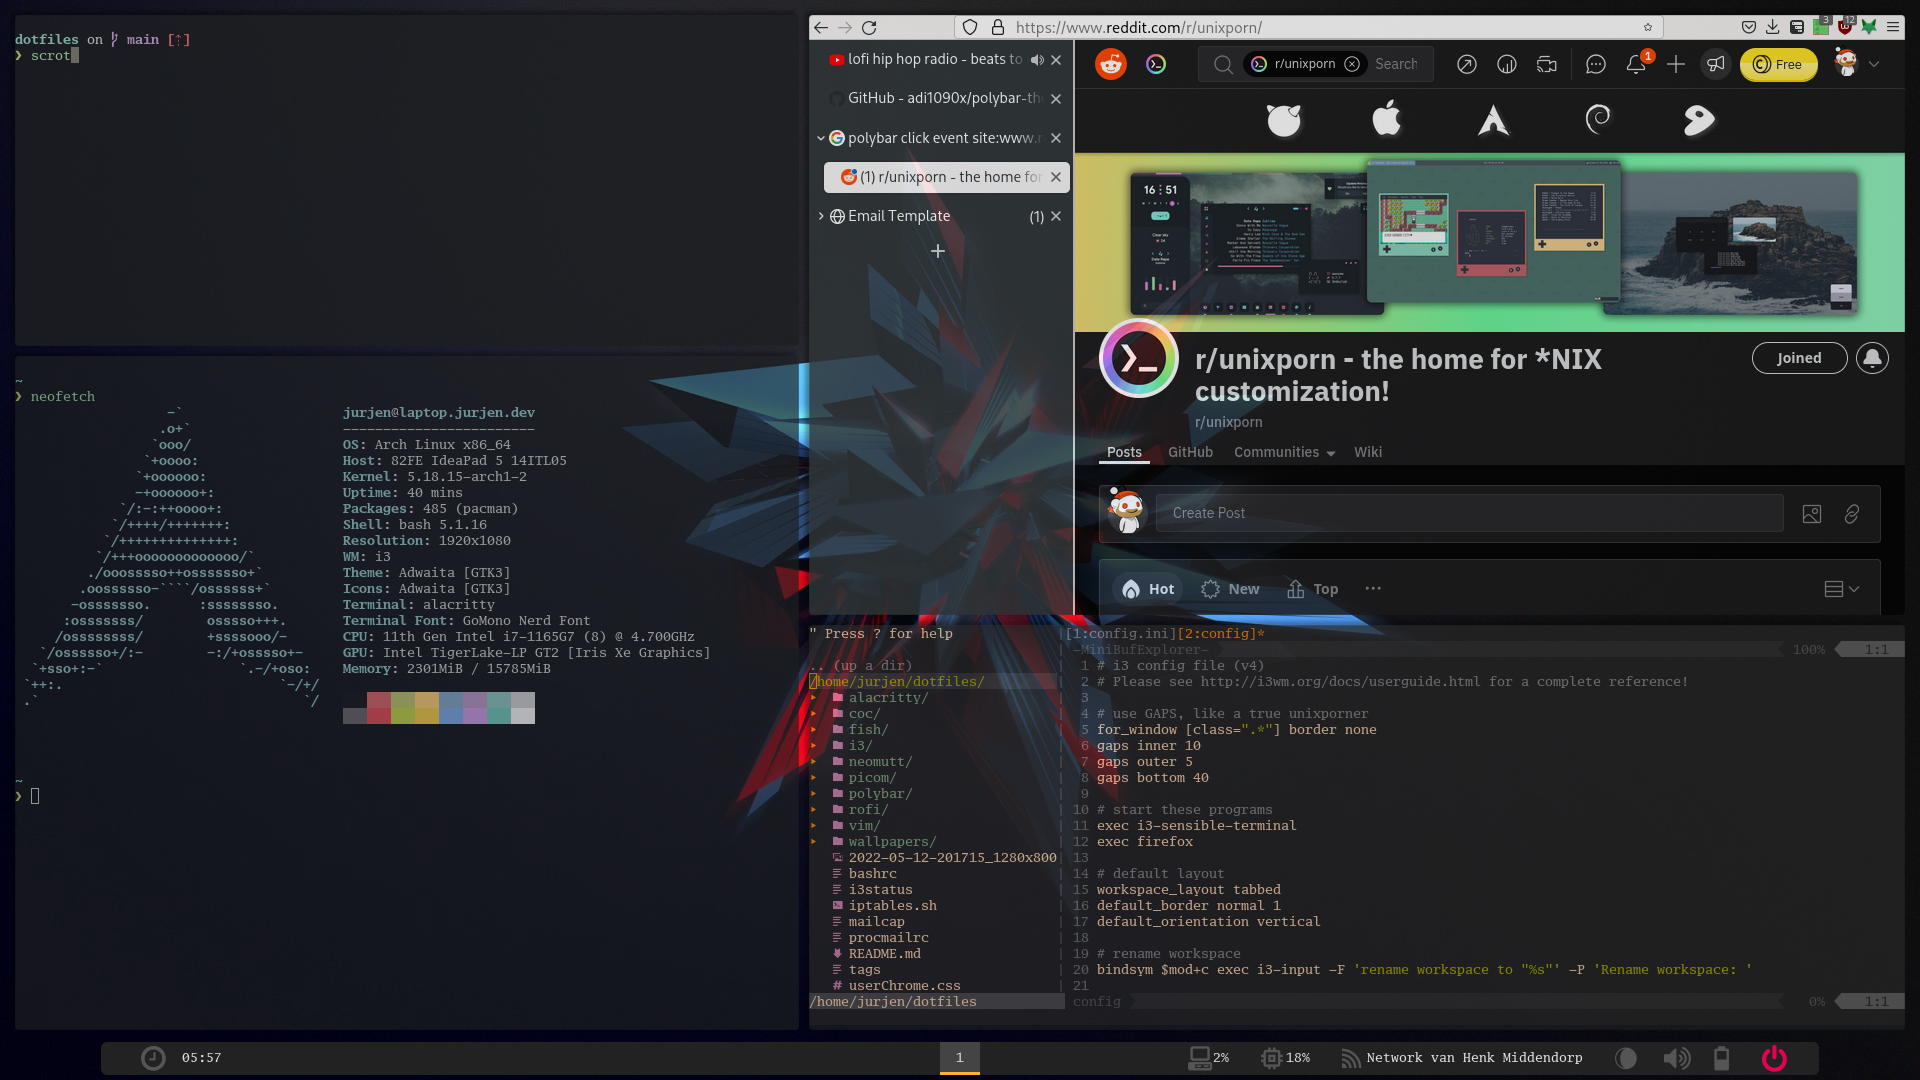 dotfiles on main [↑]
❯ scrot
~
❯ neofetch
jurjen@laptop.jurjen.dev
------------------------
OS: Arch Linux x86_64
Host: 82FE IdeaPad 5 14ITL05
Kernel: 5.18.15-arch1-2
Uptime: 40 mins
Packages: 485 (pacman)
Shell: bash 5.1.16
Resolution: 1920x1080
WM: i3
Theme: Adwaita [GTK3]
Icons: Adwaita [GTK3]
Terminal: alacritty
Terminal Font: GoMono Nerd Font
CPU: 11th Gen Intel i7-1165G7 (8) @ 4.700GHz
GPU: Intel TigerLake-LP GT2 [Iris Xe Graphics]
Memory: 2301MiB / 15785MiB
~
❯
https://www.reddit.com/r/unixporn/
3 12
lofi hip hop radio - beats to
GitHub - adi1090x/polybar-th
polybar click event site:www.r
(1) r/unixporn - the home for
Email Template (1)
r/unixporn Search
1
Free
16:51
r/unixporn - the home for *NIX
customization!
Joined
r/unixporn
Posts GitHub Communities Wiki
Create Post
Hot New Top ···
" Press ? for help
.. (up a dir)
/home/jurjen/dotfiles/
alacritty/
coc/
fish/
i3/
neomutt/
picom/
polybar/
rofi/
vim/
wallpapers/
2022-05-12-201715_1280x800
bashrc
i3status
iptables.sh
mailcap
procmailrc
README.md
tags
userChrome.css
/home/jurjen/dotfiles
[1:config.ini][2:config]*
-MiniBufExplorer- 100% 1:1
1 # i3 config file (v4)
2 # Please see http://i3wm.org/docs/userguide.html for a complete reference!
3
4 # use GAPS, like a true unixporner
5 for_window [class=".*"] border none
6 gaps inner 10
7 gaps outer 5
8 gaps bottom 40
9
10 # start these programs
11 exec i3-sensible-terminal
12 exec firefox
13
14 # default layout
15 workspace_layout tabbed
16 default_border normal 1
17 default_orientation vertical
18
19 # rename workspace
20 bindsym $mod+c exec i3-input -F 'rename workspace to "%s"' -P 'Rename workspace: '
21
config 0% 1:1
05:57
1
2% 18% Network van Henk Middendorp